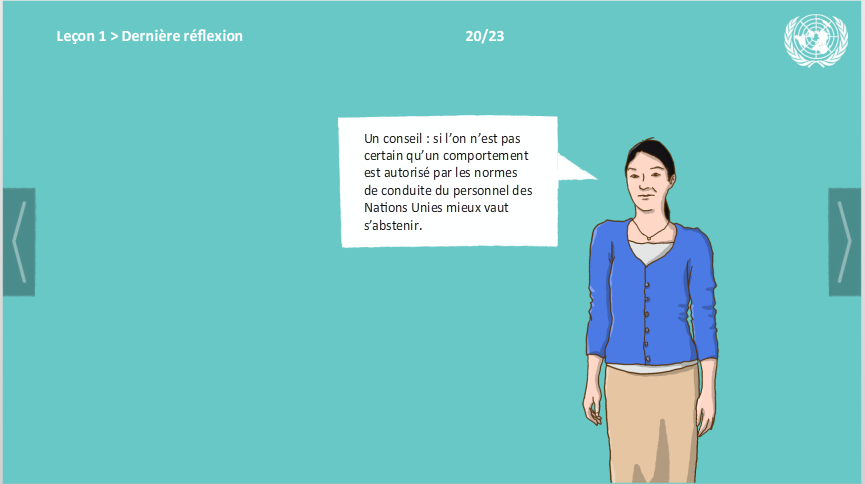 Leçon 1 > Dernière réflexion
20/23
Un conseil : si l’on n’est pas
certain qu’un comportement
est autorisé par les normes
de conduite du personnel des
Nations Unies mieux vaut
s’abstenir.